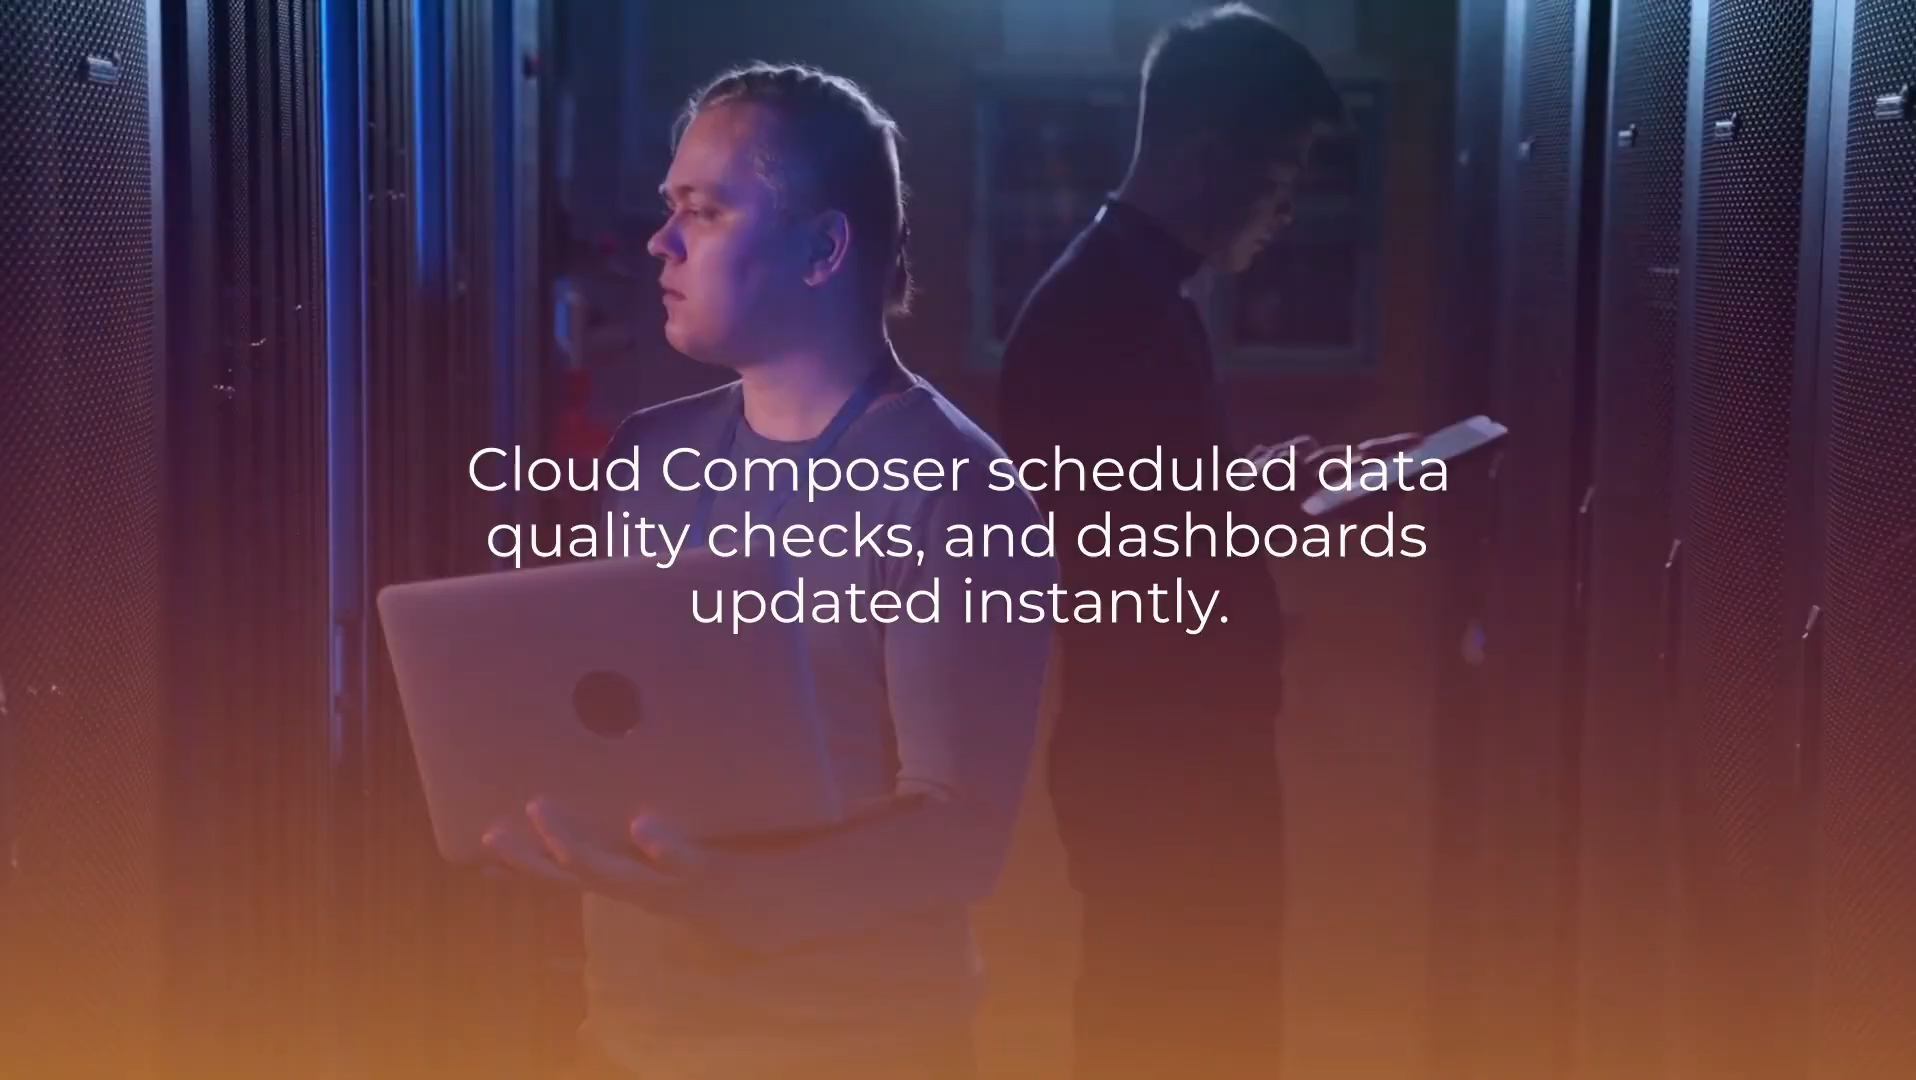 Cloud Composer scheduled data
quality checks, and dashboards
updated instantly.